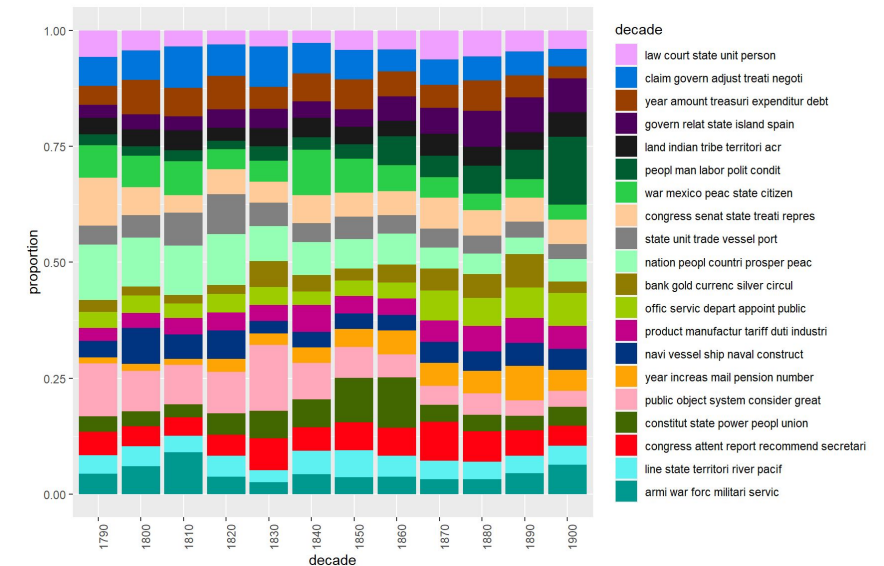 1.00
0.75
0.50
0.25
0.00
proportion
1790
1800
1810
1820
1830
1840
1850
1860
1870
1880
1890
1900
decade
decade
law court state unit person
claim govern adjust treati negoti
year amount treasuri expenditur debt
govern relat state island spain
land indian tribe territori acr
peopl man labor polit condit
war mexico peac state citizen
congress senat state treati repres
state unit trade vessel port
nation peopl countri prosper peac
bank gold currenc silver circul
offic servic depart appoint public
product manufactur tariff duti industri
navi vessel ship naval construct
year increas mail pension number
public object system consider great
constitut state power peopl union
congress attent report recommend secretari
line state territori river pacif
armi war forc militari servic